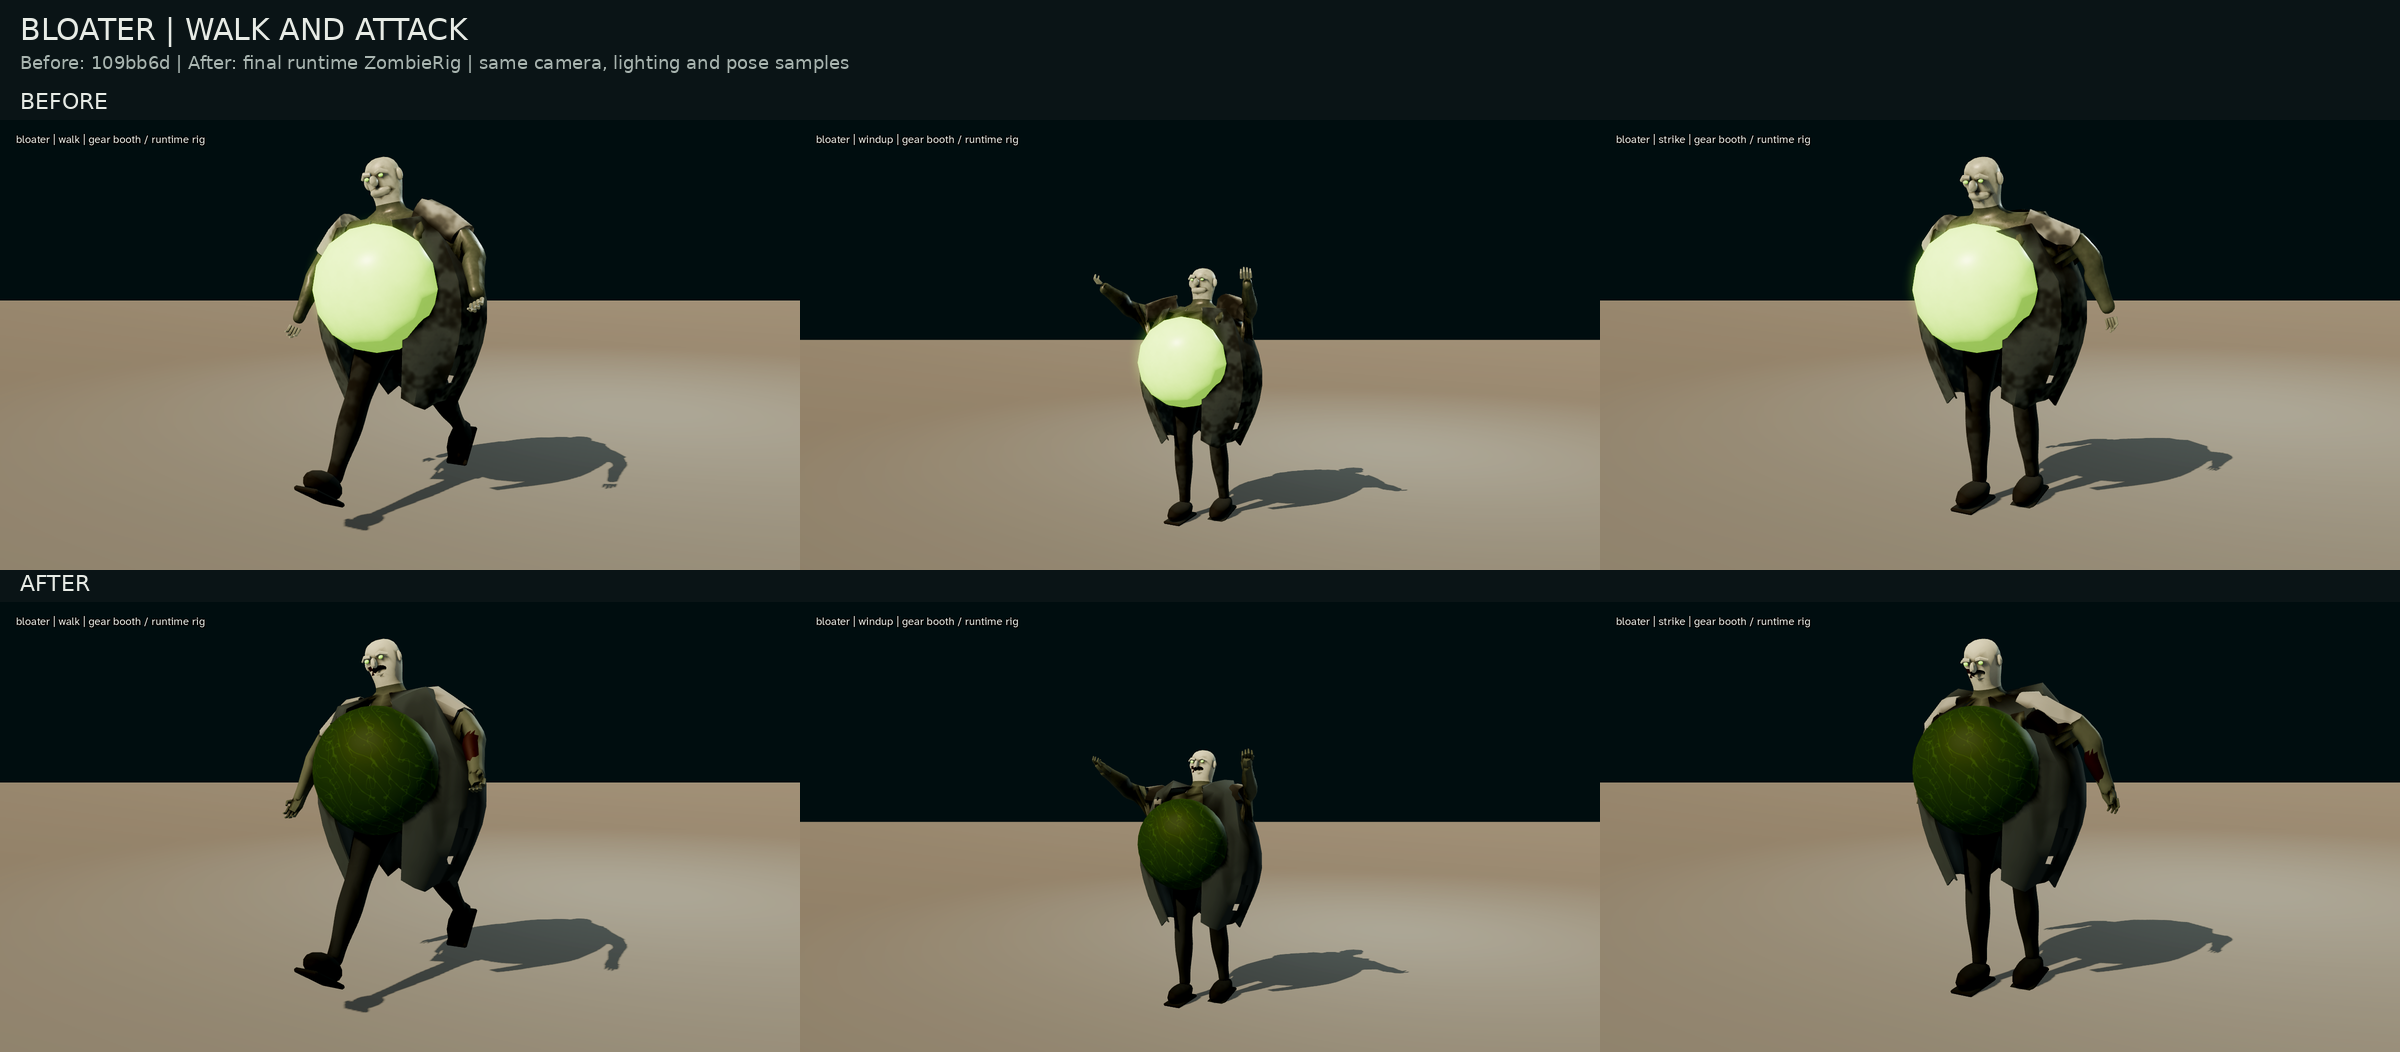 BLOATER | WALK AND ATTACK
Before: 109bb6d | After: final runtime ZombieRig | same camera, lighting and pose samples
BEFORE
bloater | walk | gear booth / runtime rig
bloater | windup | gear booth / runtime rig
bloater | strike | gear booth / runtime rig
AFTER
bloater | walk | gear booth / runtime rig
bloater | windup | gear booth / runtime rig
bloater | strike | gear booth / runtime rig